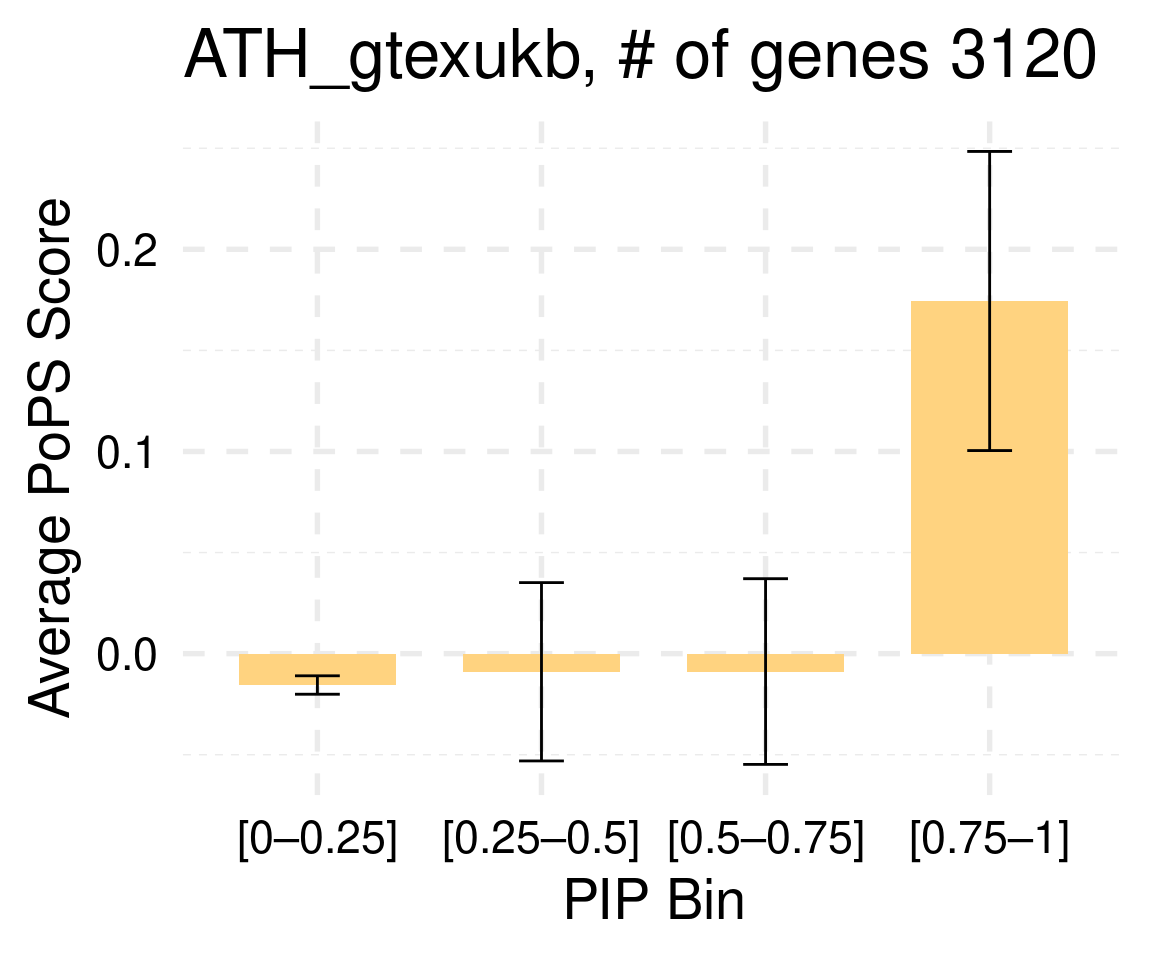 ATH_gtexukb, # of genes 3120
Average PoPS Score
0.2
0.1
0.0
[0–0.25] [0.25–0.5] [0.5–0.75] [0.75–1]
PIP Bin